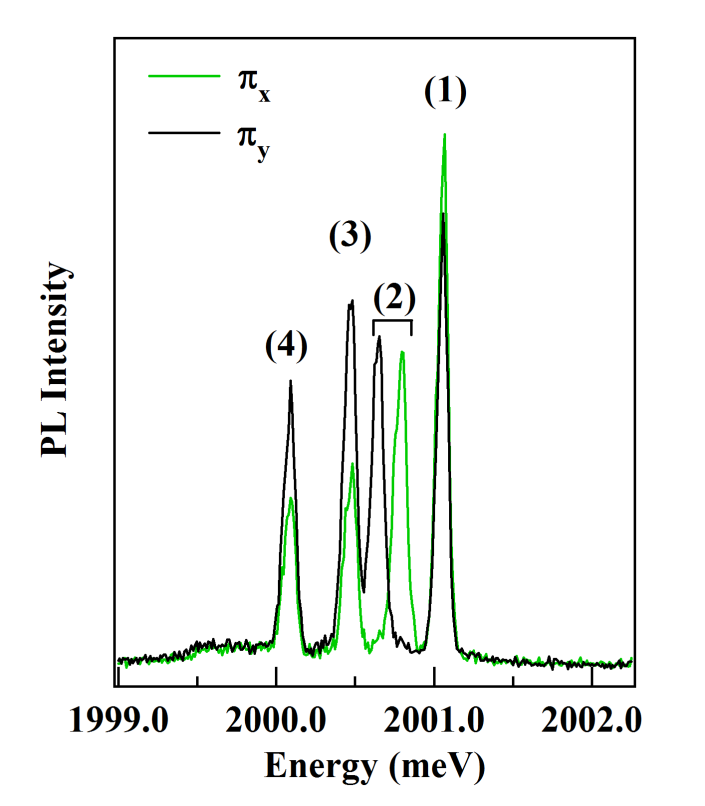 πx
πy
(1)
(3)
(2)
(4)
PL Intensity
1999.0 2000.0 2001.0 2002.0
Energy (meV)